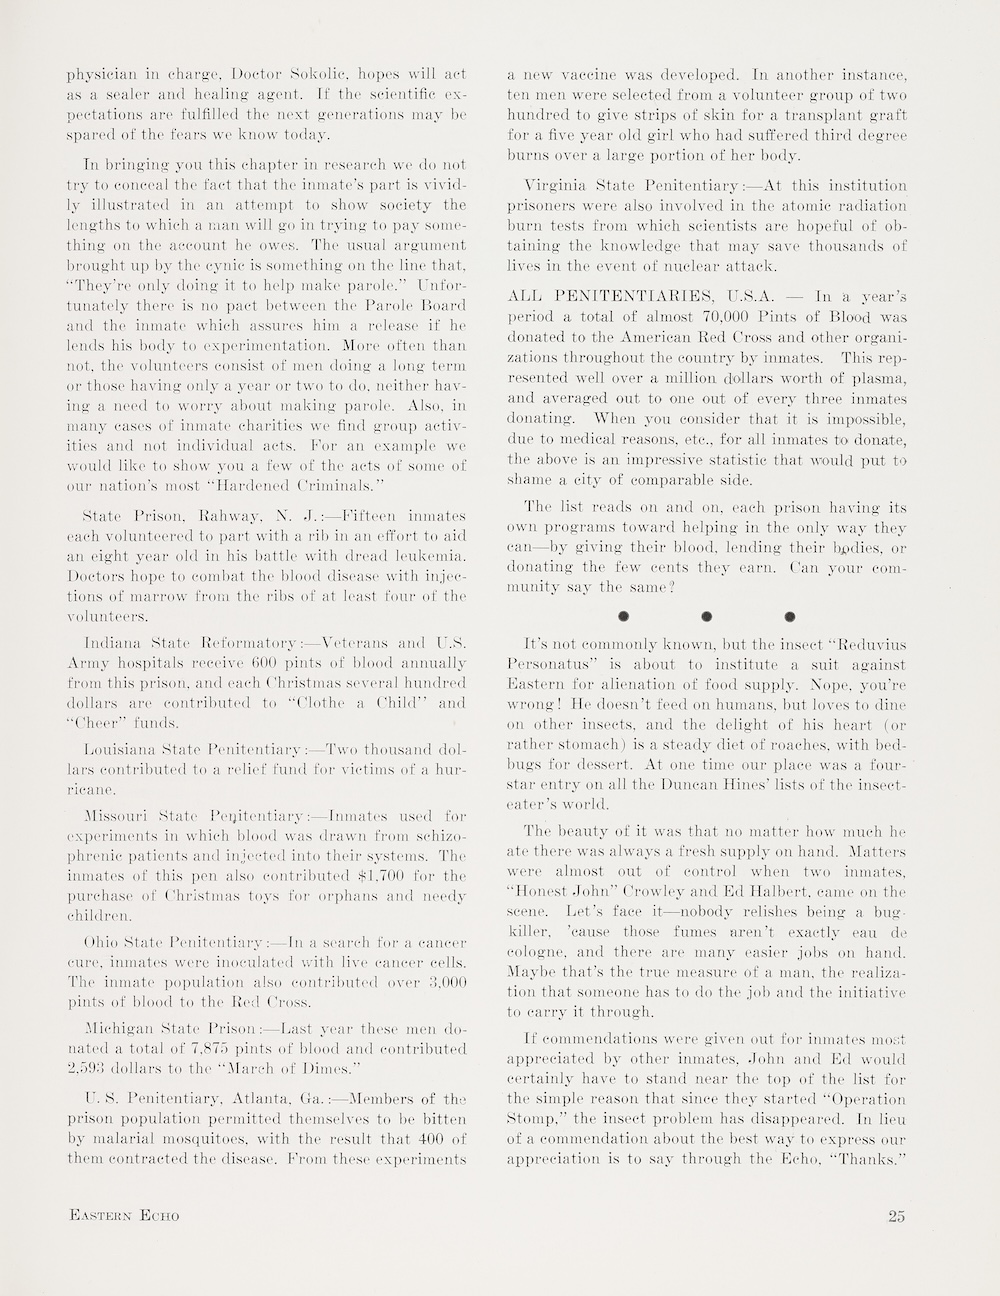 physician in charge, Doctor Sokolic, hopes will act
as a sealer and healing agent. If the scientific ex-
pectations are fulfilled the next generations may be
spared of the fears we know today.
In bringing you this chapter in research we do not
try to conceal the fact that the inmate's part is vivid-
ly illustrated in an attempt to show society the
lengths to which a man will go in trying to pay some-
thing on the account he owes. The usual argument
brought up by the cynic is something on the line that,
"They're only doing it to help make parole." Unfor-
tunately there is no pact between the Parole Board
and the inmate which assures him a release if he
lends his body to experimentation. More often than
not, the volunteers consist of men doing a long term
or those having only a year or two to do, neither hav-
ing a need to worry about making parole. Also, in
many cases of inmate charities we find group activ-
ities and not individual acts. For an example we
would like to show you a few of the acts of some of
our nation's most "Hardened Criminals."
State Prison, Rahway, N. J.:—Fifteen inmates
each volunteered to part with a rib in an effort to aid
an eight year old in his battle with dread leukemia.
Doctors hope to combat the blood disease with injec-
tions of marrow from the ribs of at least four of the
volunteers.
Indiana State Reformatory:—Veterans and U.S.
Army hospitals receive 600 pints of blood annually
from this prison, and each Christmas several hundred
dollars are contributed to "Clothe a Child" and
"Cheer" funds.
Louisiana State Penitentiary:—Two thousand dol-
lars contributed to a relief fund for victims of a hur-
ricane.
Missouri State Penitentiary:—Inmates used for
experiments in which blood was drawn from schizo-
phrenic patients and injected into their systems. The
inmates of this pen also contributed $1,700 for the
purchase of Christmas toys for orphans and needy
children.
Ohio State Penitentiary:—In a search for a cancer
cure, inmates were inoculated with live cancer cells.
The inmate population also contributed over 3,000
pints of blood to the Red Cross.
Michigan State Prison:—Last year these men do-
nated a total of 7,875 pints of blood and contributed
2,593 dollars to the "March of Dimes."
U. S. Penitentiary, Atlanta, Ga.:—Members of the
prison population permitted themselves to be bitten
by malarial mosquitoes, with the result that 400 of
them contracted the disease. From these experiments
a new vaccine was developed. In another instance,
ten men were selected from a volunteer group of two
hundred to give strips of skin for a transplant graft
for a five year old girl who had suffered third degree
burns over a large portion of her body.
Virginia State Penitentiary:—At this institution
prisoners were also involved in the atomic radiation
burn tests from which scientists are hopeful of ob-
taining the knowledge that may save thousands of
lives in the event of nuclear attack.
ALL PENITENTIARIES, U.S.A. — In a year's
period a total of almost 70,000 Pints of Blood was
donated to the American Red Cross and other organi-
zations throughout the country by inmates. This rep-
resented well over a million dollars worth of plasma,
and averaged out to one out of every three inmates
donating. When you consider that it is impossible,
due to medical reasons, etc., for all inmates to donate,
the above is an impressive statistic that would put to
shame a city of comparable side.
The list reads on and on, each prison having its
own programs toward helping in the only way they
can—by giving their blood, lending their bodies, or
donating the few cents they earn. Can your com-
munity say the same?
● ● ●
It's not commonly known, but the insect "Reduvius
Personatus" is about to institute a suit against
Eastern for alienation of food supply. Nope, you're
wrong! He doesn't feed on humans, but loves to dine
on other insects, and the delight of his heart (or
rather stomach) is a steady diet of roaches, with bed-
bugs for dessert. At one time our place was a four-
star entry on all the Duncan Hines' lists of the insect-
eater's world.
The beauty of it was that no matter how much he
ate there was always a fresh supply on hand. Matters
were almost out of control when two inmates,
"Honest John" Crowley and Ed Halbert, came on the
scene. Let's face it—nobody relishes being a bug-
killer, 'cause those fumes aren't exactly eau de
cologne, and there are many easier jobs on hand.
Maybe that's the true measure of a man, the realiza-
tion that someone has to do the job and the initiative
to carry it through.
If commendations were given out for inmates most
appreciated by other inmates, John and Ed would
certainly have to stand near the top of the list for
the simple reason that since they started "Operation
Stomp," the insect problem has disappeared. In lieu
of a commendation about the best way to express our
appreciation is to say through the Echo, "Thanks."
EASTERN ECHO
25